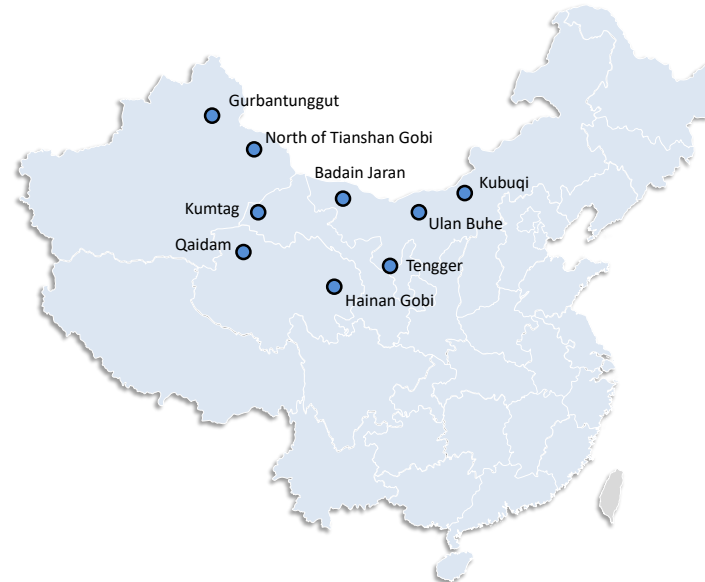 Gurbantunggut
North of Tianshan Gobi
Badain Jaran
Kubuqi
Kumtag
Ulan Buhe
Qaidam
Tengger
Hainan Gobi